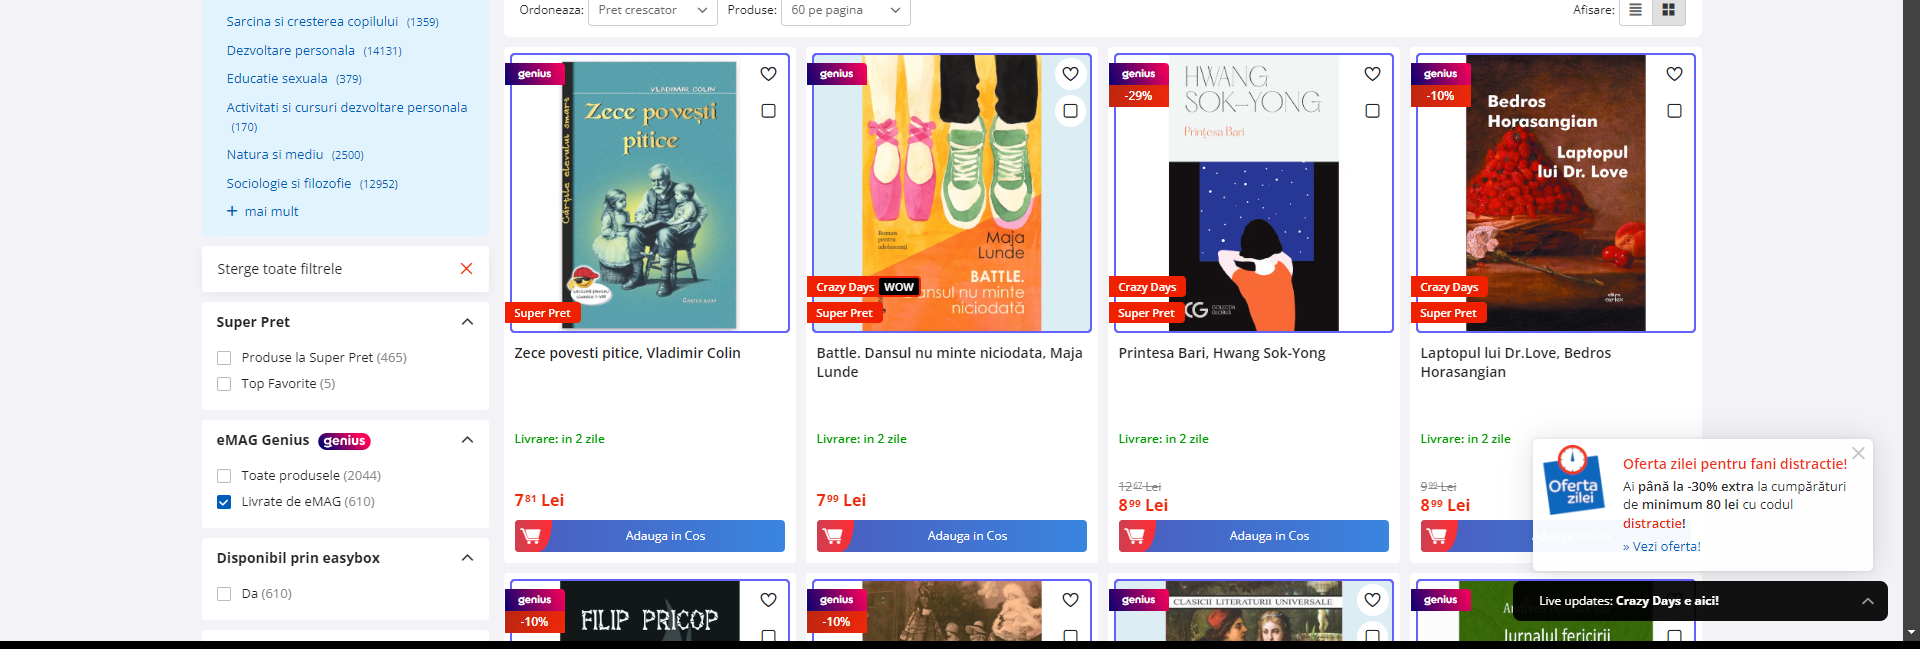 Sarcina si cresterea copilului (1359)
Dezvoltare personala (14131)
Educatie sexuala (379)
Activitati si cursuri dezvoltare personala
(170)
Natura si mediu (2500)
Sociologie si filozofie (12952)
+ mai mult
Sterge toate filtrele
Super Pret
Produse la Super Pret (465)
Top Favorite (5)
eMAG Genius genius
Toate produsele (2044)
Livrate de eMAG (610)
Disponibil prin easybox
Da (610)
Ordoneaza: Pret crescator Produse: 60 pe pagina Afisare:
genius
VLADIMIR COLIN
Zece povești
pitice
Cărțile elevului smart
Super Pret
Zece povesti pitice, Vladimir Colin
Livrare: in 2 zile
7⁸¹ Lei
Adauga in Cos
genius
Roman
pentru
adolescenți
Maja
Lunde
BATTLE.
Dansul nu minte
niciodată
Crazy Days WOW
Super Pret
Battle. Dansul nu minte niciodata, Maja
Lunde
Livrare: in 2 zile
7⁹⁹ Lei
Adauga in Cos
genius
-29%
HWANG
SOK-YONG
Prințesa Bari
Crazy Days
Super Pret
CG COLECȚIA
GLOBUS
Printesa Bari, Hwang Sok-Yong
Livrare: in 2 zile
12⁶⁷ Lei
8⁹⁹ Lei
Adauga in Cos
genius
-10%
Bedros
Horasangian
Laptopul
lui Dr. Love
Crazy Days
Super Pret
Laptopul lui Dr.Love, Bedros
Horasangian
Livrare: in 2 zile
9⁹⁹ Lei
8⁹⁹ Lei
Adauga in Cos
Oferta
zilei
Oferta zilei pentru fani distractie!
Ai până la -30% extra la cumpărături
de minimum 80 lei cu codul
distractie!
» Vezi oferta!
genius
-10%
FILIP PRICOP
genius
-10%
genius
CLASICII LITERATURII UNIVERSALE
genius
Jurnalul fericirii
Live updates: Crazy Days e aici!